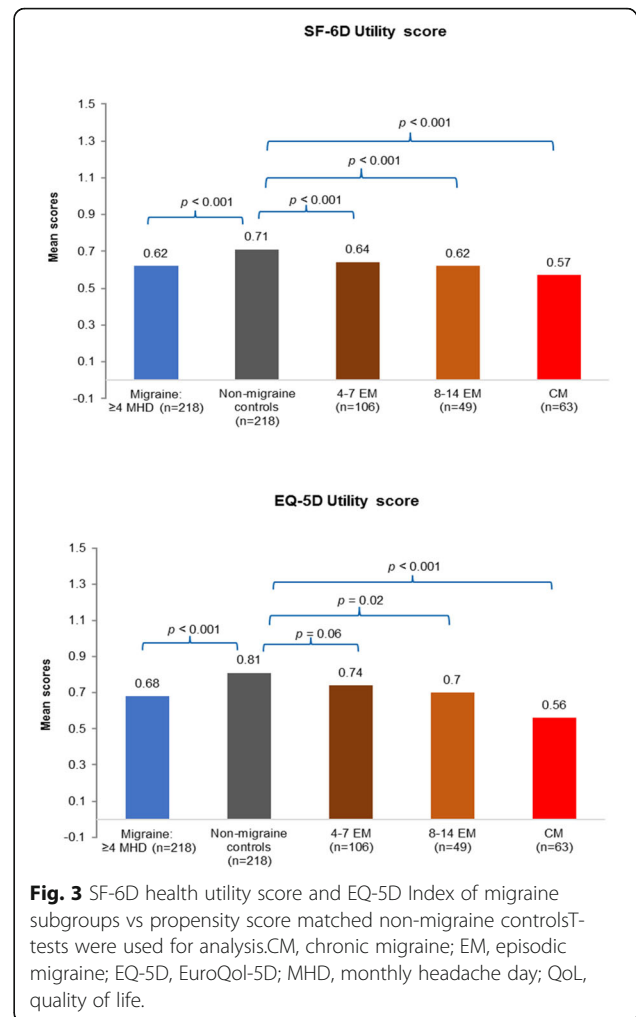 SF-6D Utility score
1.5
1.3
1.1
0.9
0.7
0.5
0.3
0.1
-0.1
Mean scores
p < 0.001
p < 0.001
p < 0.001
p < 0.001
0.62
0.71
0.64
0.62
0.57
Migraine:
≥4 MHD (n=218)
Non-migraine
controls
(n=218)
4-7 EM
(n=106)
8-14 EM
(n=49)
CM
(n=63)
EQ-5D Utility score
1.5
1.3
1.1
0.9
0.7
0.5
0.3
0.1
-0.1
Mean scores
p < 0.001
p = 0.02
p < 0.001
p = 0.06
0.68
0.81
0.74
0.7
0.56
Migraine:
≥4 MHD (n=218)
Non-migraine
controls
(n=218)
4-7 EM
(n=106)
8-14 EM
(n=49)
CM
(n=63)
Fig. 3 SF-6D health utility score and EQ-5D Index of migraine
subgroups vs propensity score matched non-migraine controlsT-
tests were used for analysis.CM, chronic migraine; EM, episodic
migraine; EQ-5D, EuroQol-5D; MHD, monthly headache day; QoL,
quality of life.